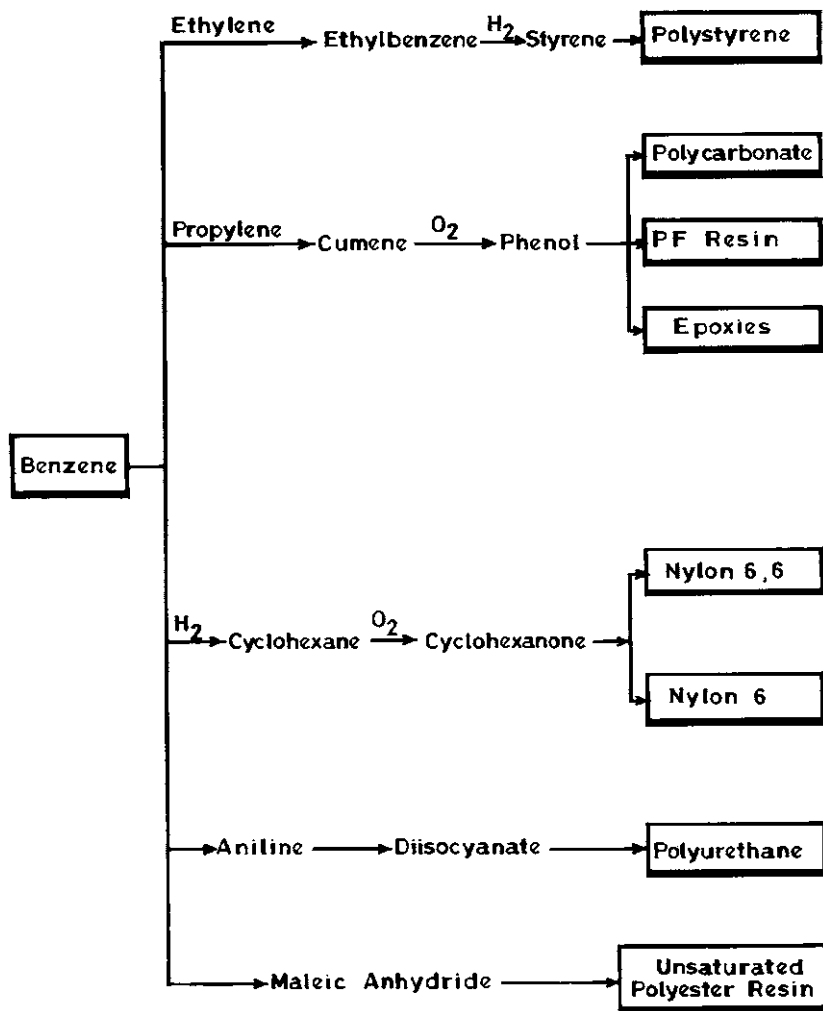 Ethylene
Ethylbenzene
H2
Styrene
Polystyrene
Polycarbonate
Propylene
Cumene
O2
Phenol
PF Resin
Epoxies
Benzene
Nylon 6,6
H2
Cyclohexane
O2
Cyclohexanone
Nylon 6
Aniline
Diisocyanate
Polyurethane
Maleic Anhydride
Unsaturated
Polyester Resin